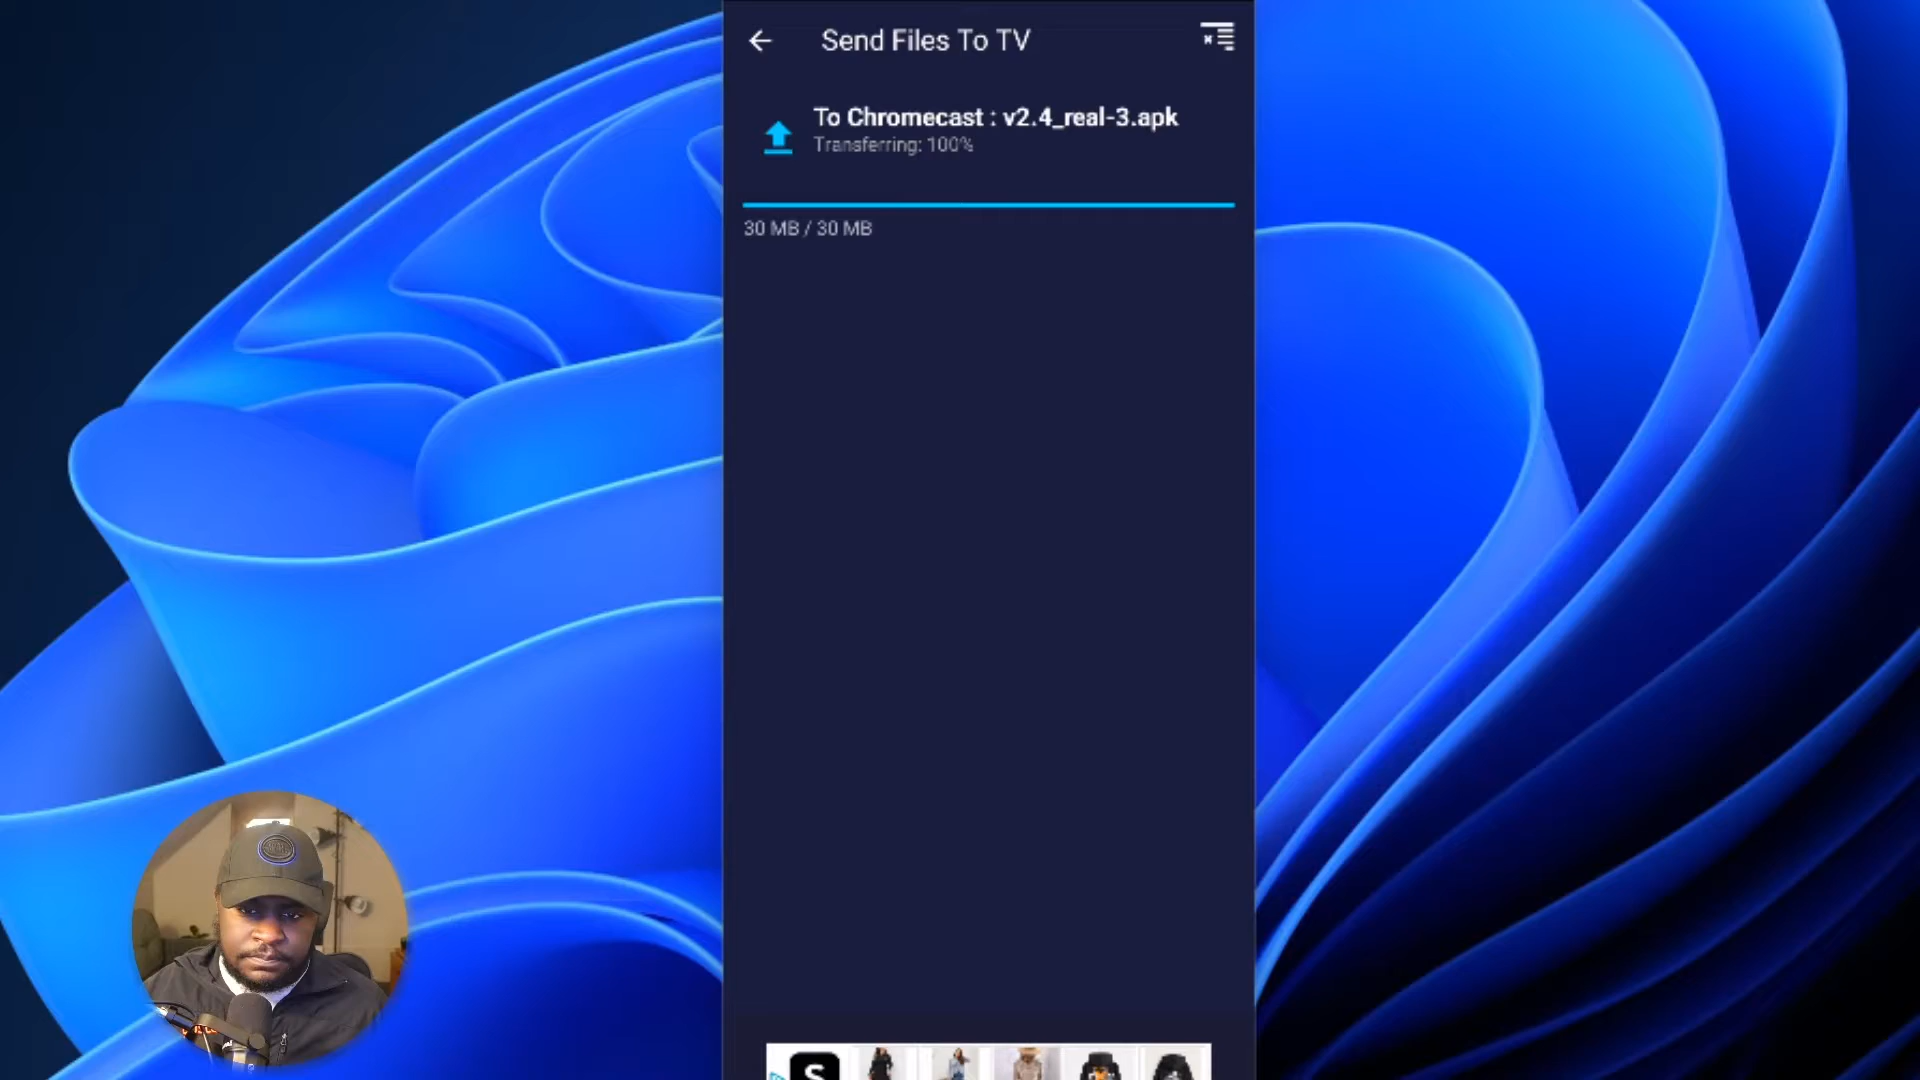 Send Files To TV
To Chromecast : v2.4_real-3.apk
Transferring: 100%
30 MB / 30 MB
S